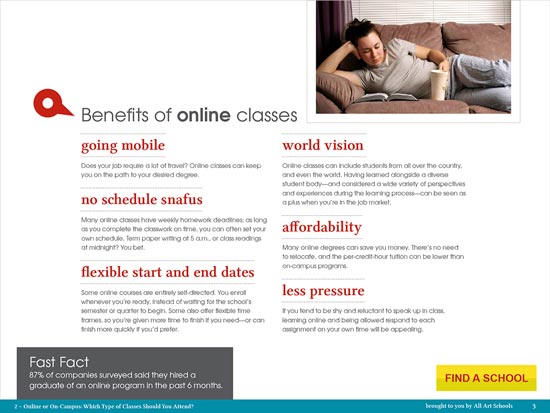 Benefits of online classes
going mobile
Does your job require a lot of travel? Online classes can keep
you on the path to your desired degree.
no schedule snafus
Many online classes have weekly homework deadlines; as long
as you complete the classwork on time, you can often set your
own schedule. Term paper writing at 5 a.m., or class readings
at midnight? You bet.
flexible start and end dates
Some online courses are entirely self-directed. You enroll
whenever you're ready, instead of waiting for the school's
semester or quarter to begin. Some also offer flexible time
frames, so you're given more time to finish if you need—or can
finish more quickly if you'd prefer.
world vision
Online classes can include students from all over the country,
and even the world. Having learned alongside a diverse
student body—and considered a wide variety of perspectives
and experiences during the learning process—can be seen as
a plus when you're in the job market.
affordability
Many online degrees can save you money. There's no need
to relocate, and the per-credit-hour tuition can be lower than
on-campus programs.
less pressure
If you tend to be shy and reluctant to speak up in class,
learning online and being allowed respond to each
assignment on your own time will be appealing.
Fast Fact
87% of companies surveyed said they hired a
graduate of an online program in the past 6 months.
FIND A SCHOOL
2 – Online or On-Campus: Which Type of Classes Should You Attend?
brought to you by All Art Schools
3